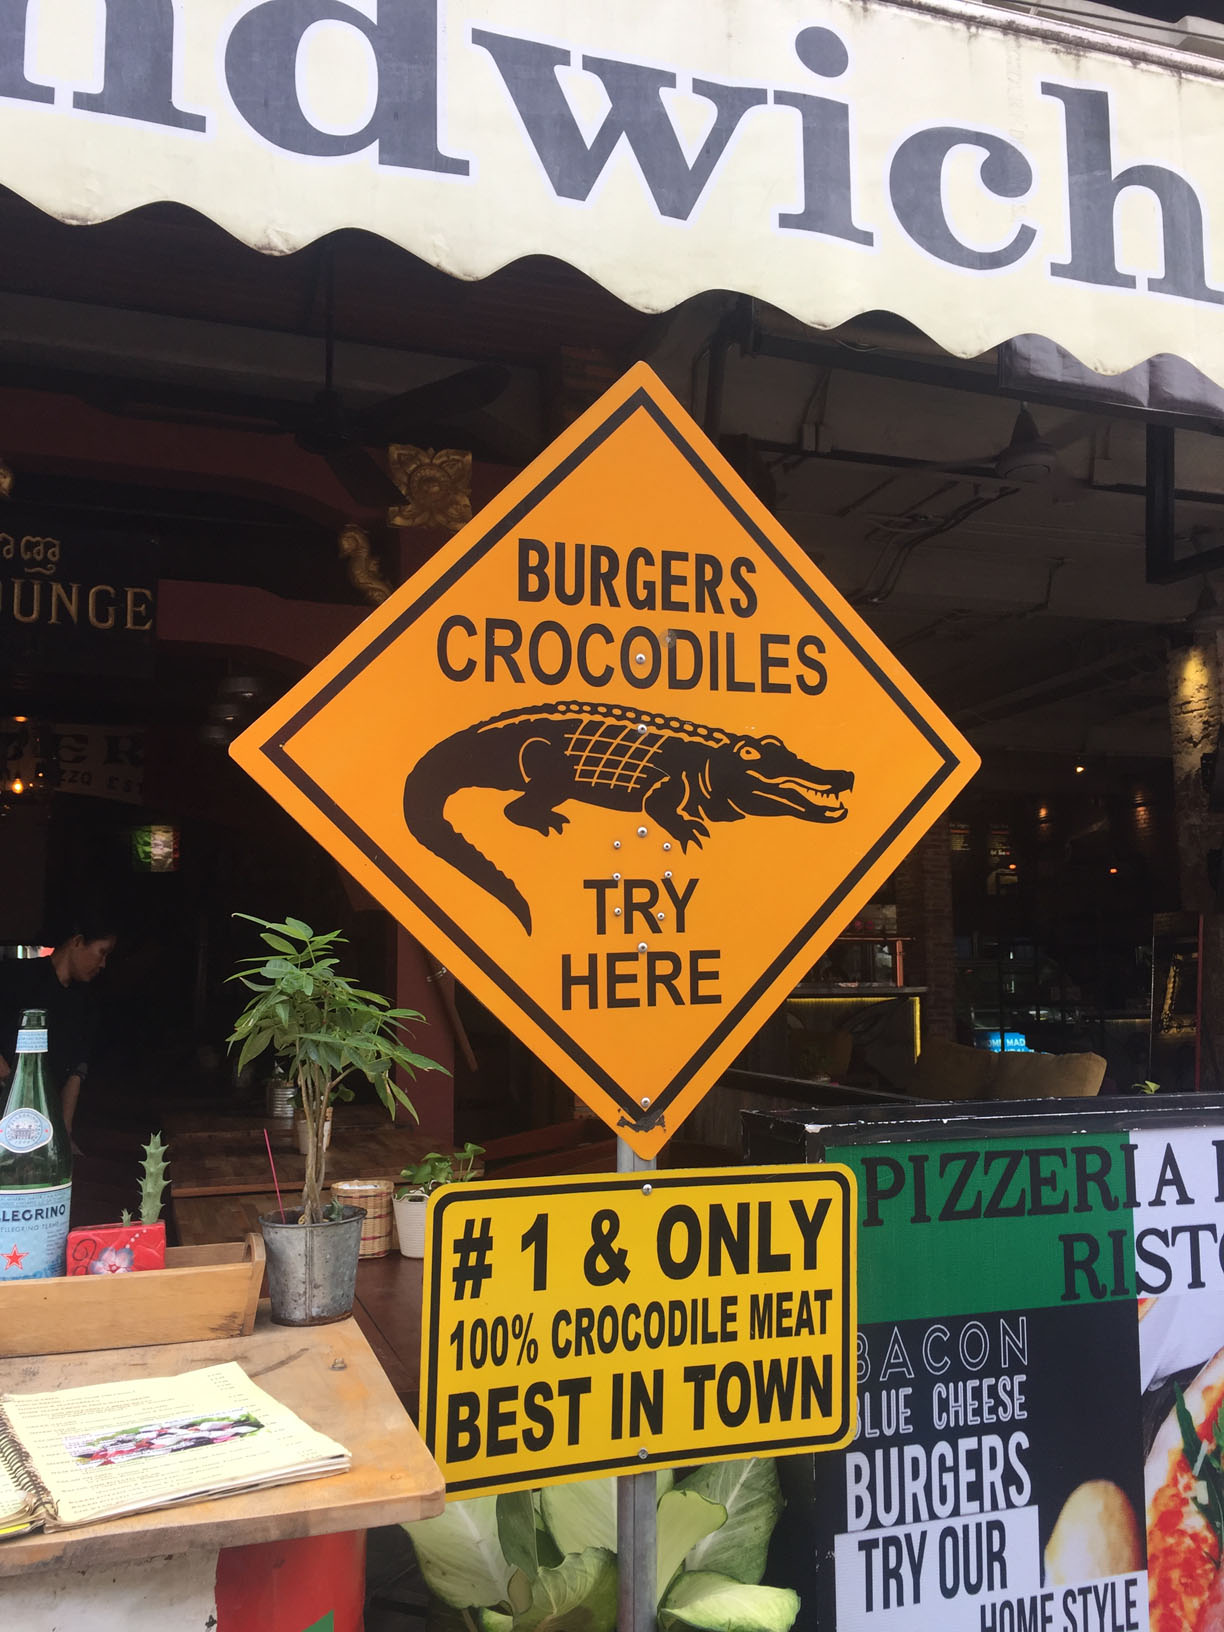 ndwich
BURGERS
CROCODILES
TRY
HERE
# 1 & ONLY
100% CROCODILE MEAT
BEST IN TOWN
OUNGE
LLEGRINO
PIZZERIA
RISTO
BACON
BLUE CHEESE
BURGERS
TRY OUR
HOME STYLE